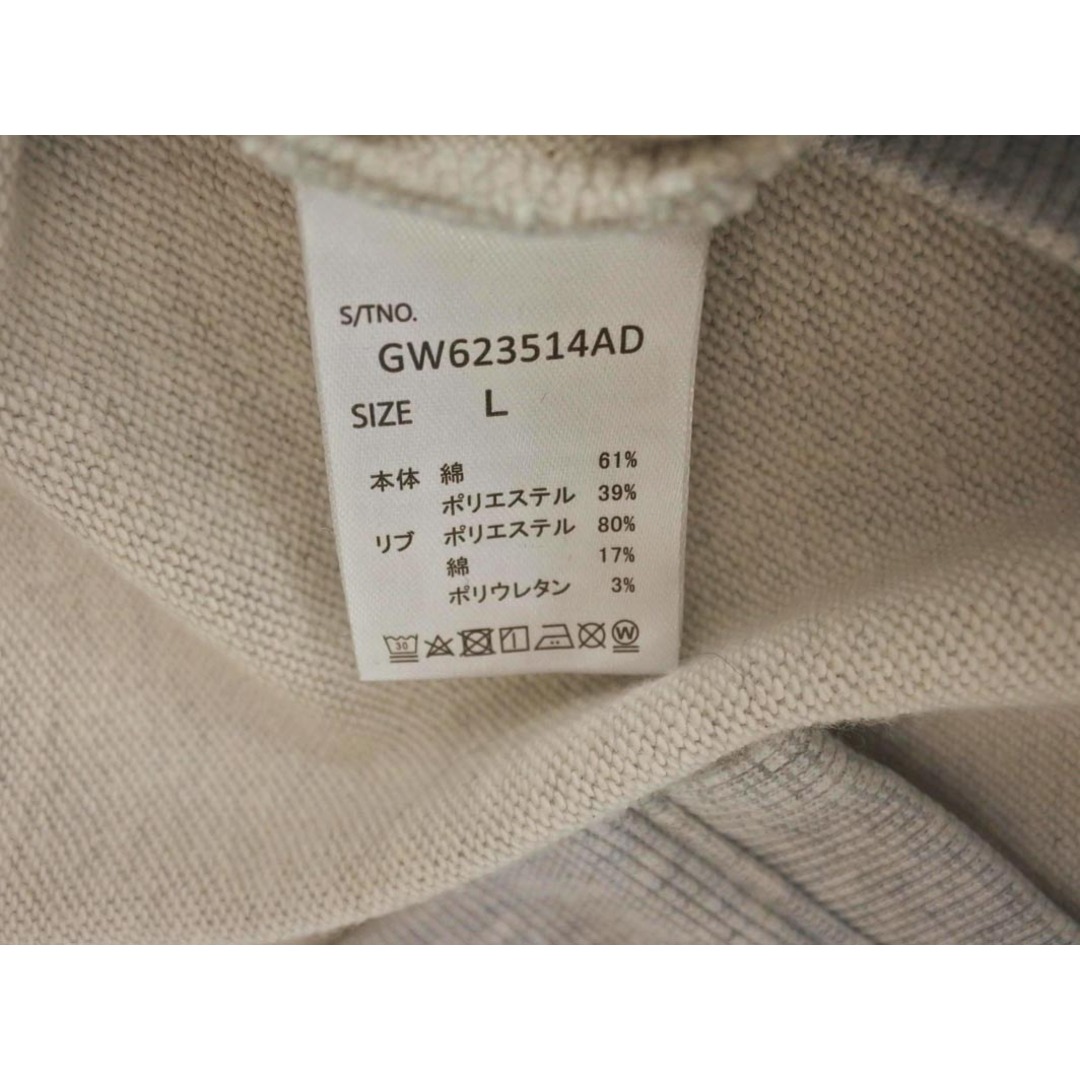 S/TNO.
GW623514AD
SIZE L
本体 綿 61%
ポリエステル 39%
リブ ポリエステル 80%
綿 17%
ポリウレタン 3%
30 W